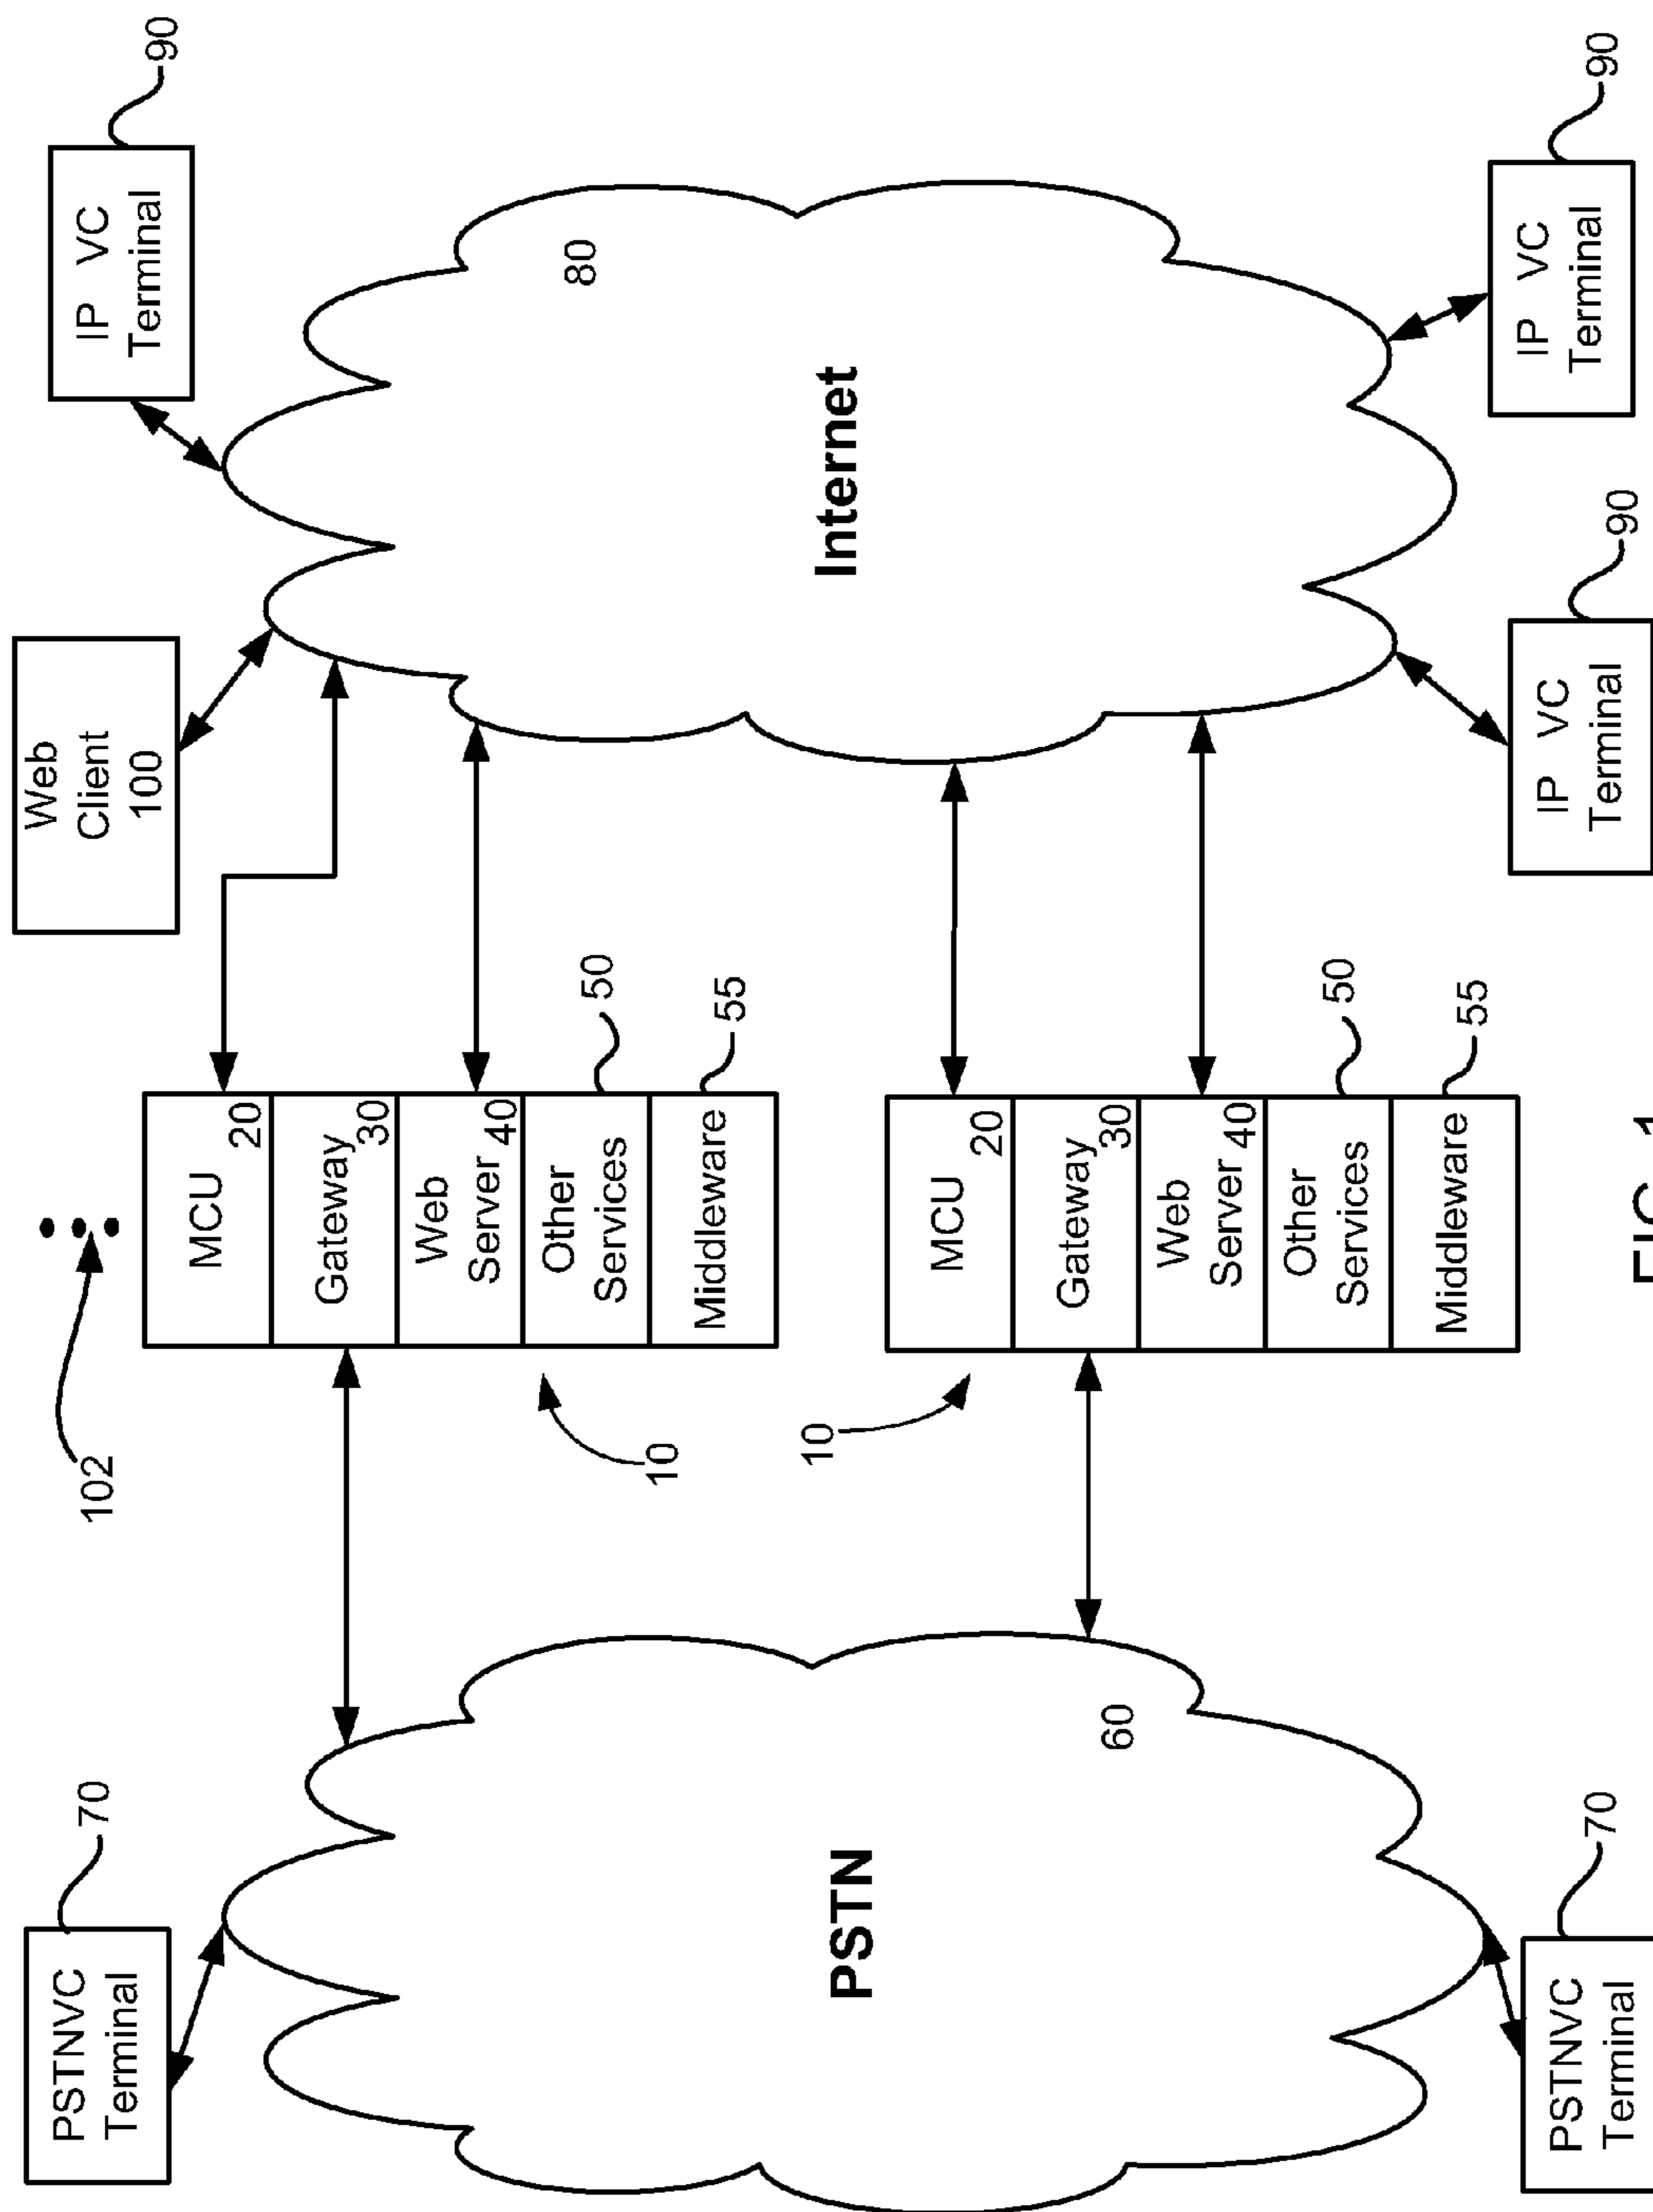 PSTNVC
Terminal
70
102
Web
Client
100
IP VC
Terminal
90
MCU
20
Gateway
30
Web
Server 40
Other
Services
50
Middleware
55
10
PSTN
60
Internet
80
10
MCU
20
Gateway
30
Web
Server 40
Other
Services
50
Middleware
55
PSTNVC
Terminal
70
IP VC
Terminal
90
IP VC
Terminal
90
FIG. 1